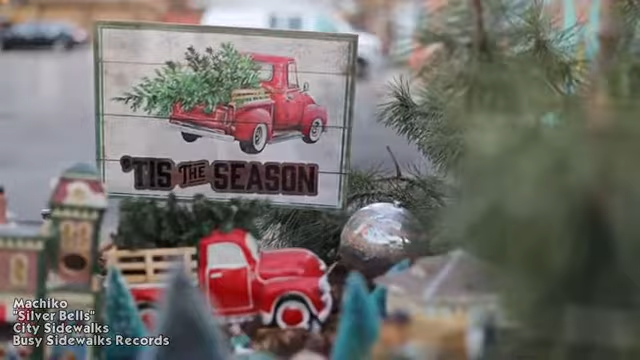 'TIS THE SEASON
Machiko
"Silver Bells"
City Sidewalks
Busy Sidewalks Records